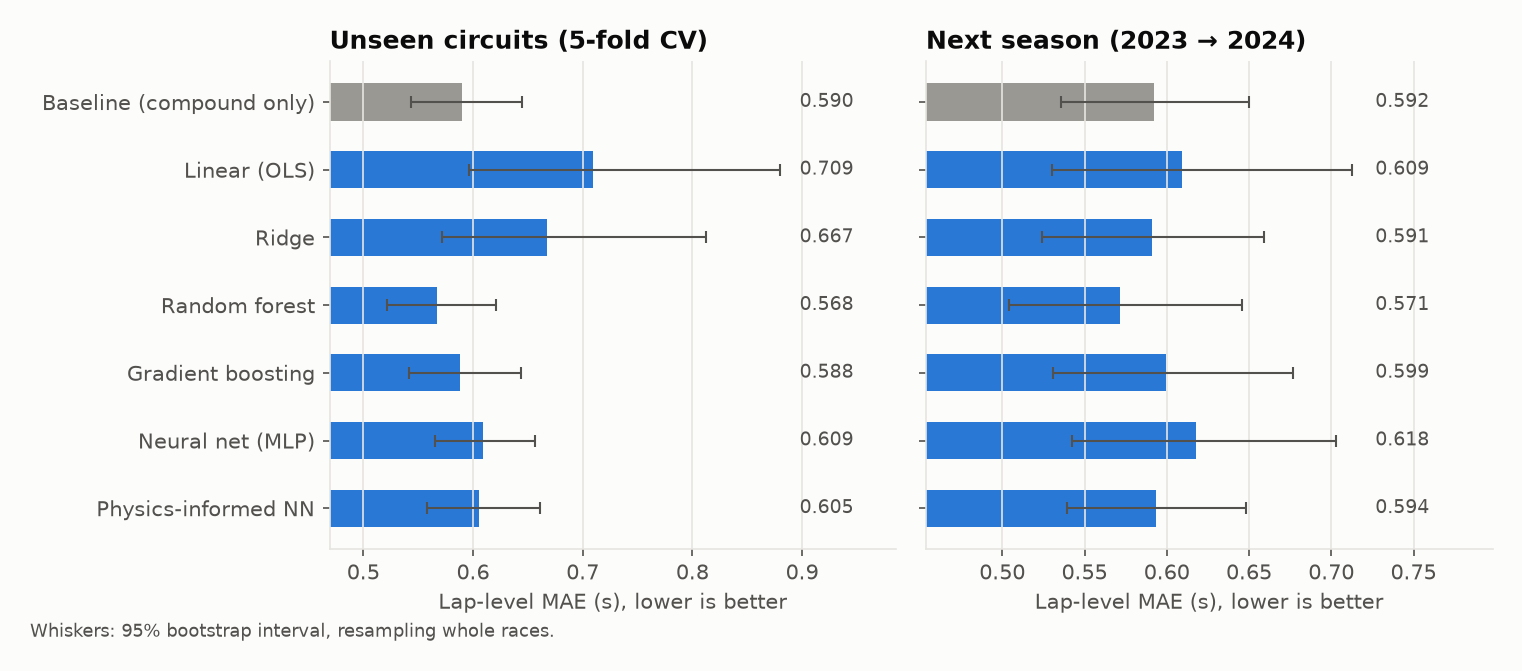 Unseen circuits (5-fold CV)
Next season (2023 → 2024)
Baseline (compound only) 0.590 0.592
Linear (OLS) 0.709 0.609
Ridge 0.667 0.591
Random forest 0.568 0.571
Gradient boosting 0.588 0.599
Neural net (MLP) 0.609 0.618
Physics-informed NN 0.605 0.594
0.5 0.6 0.7 0.8 0.9
0.50 0.55 0.60 0.65 0.70 0.75
Lap-level MAE (s), lower is better
Lap-level MAE (s), lower is better
Whiskers: 95% bootstrap interval, resampling whole races.